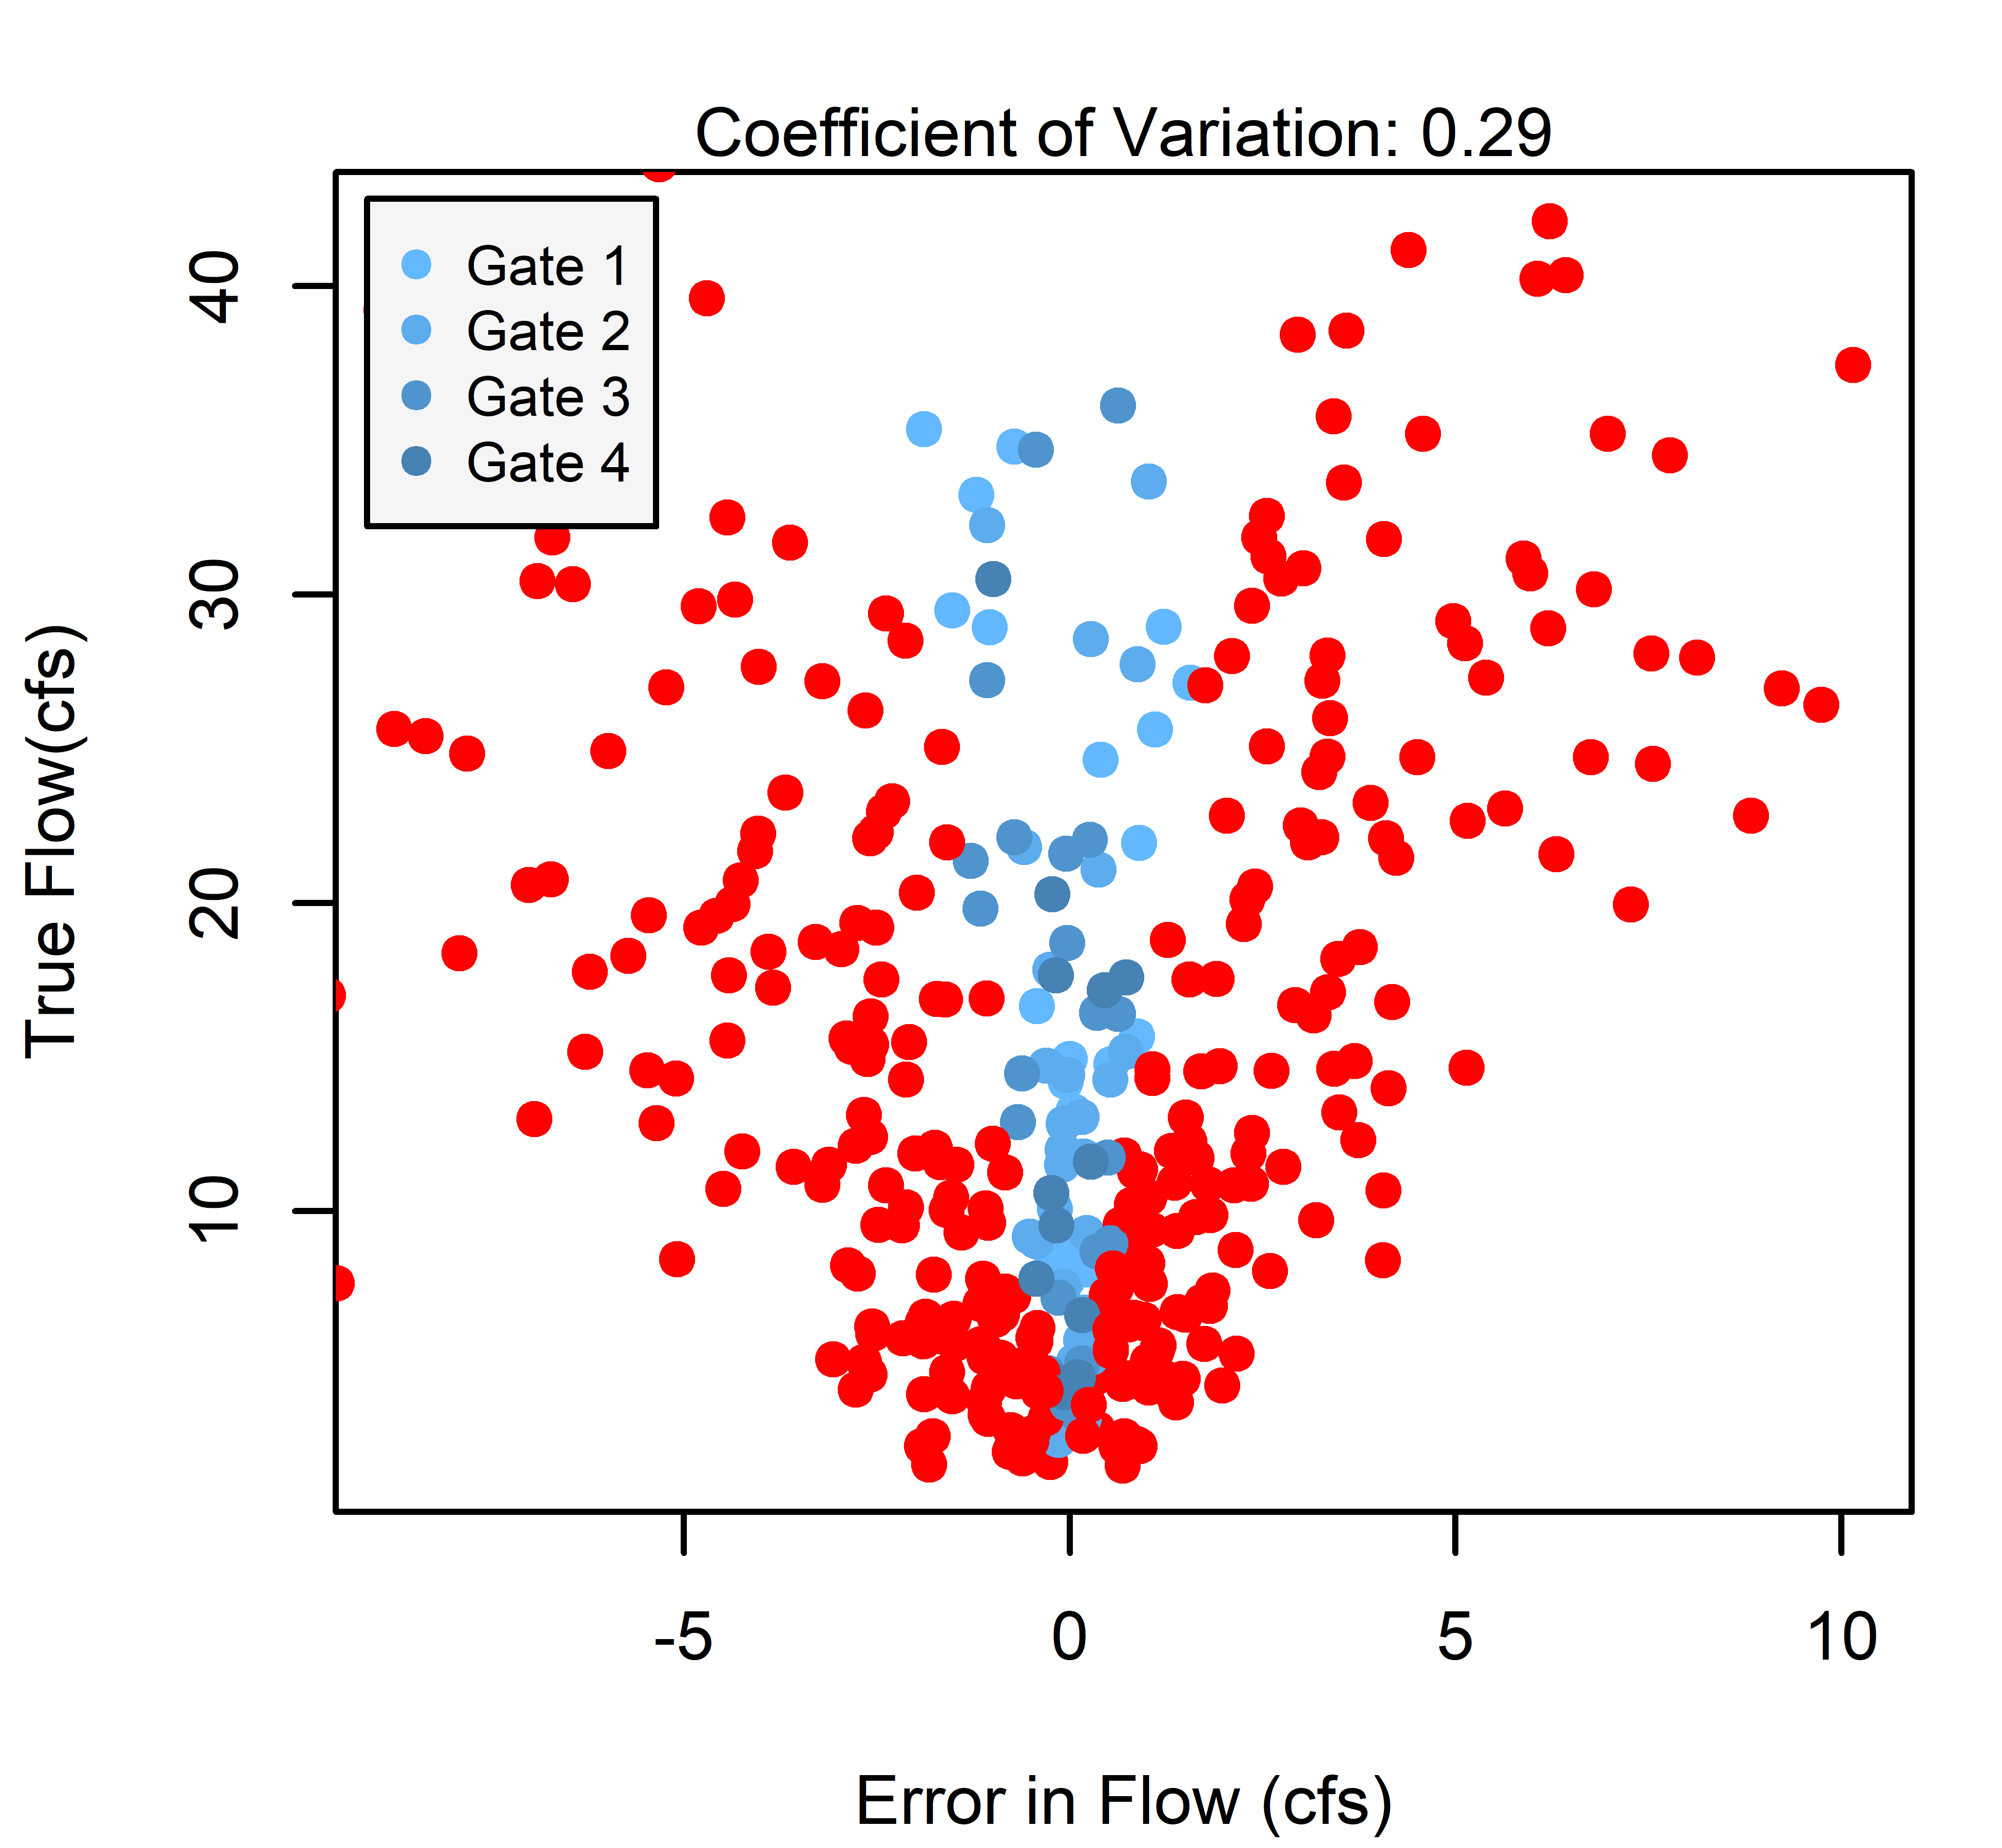 Coefficient of Variation: 0.29
Gate 1
Gate 2
Gate 3
Gate 4
True Flow(cfs)
40
30
20
10
-5 0 5 10
Error in Flow (cfs)